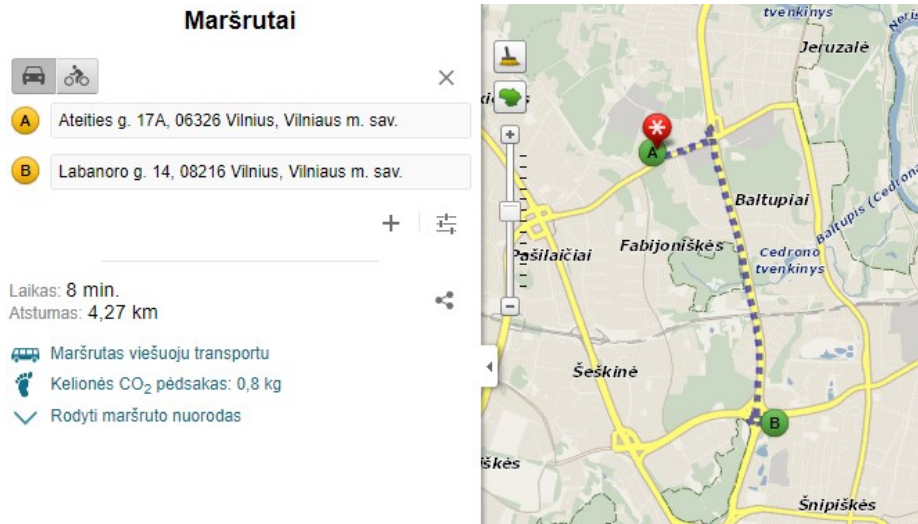 Maršrutai
A
Ateities g. 17A, 06326 Vilnius, Vilniaus m. sav.
B
Labanoro g. 14, 08216 Vilnius, Vilniaus m. sav.
Laikas: 8 min.
Atstumas: 4,27 km
Maršrutas viešuoju transportu
Kelionės CO₂ pėdsakas: 0,8 kg
Rodyti maršruto nuorodas
tvenkinys
Jeruzalė
Neris
A
Baltupiai
Baltupis (Cedrono
Fabijoniškės
Cedrono
tvenkinys
Pašilaičiai
Šeškinė
B
Šnipiškės